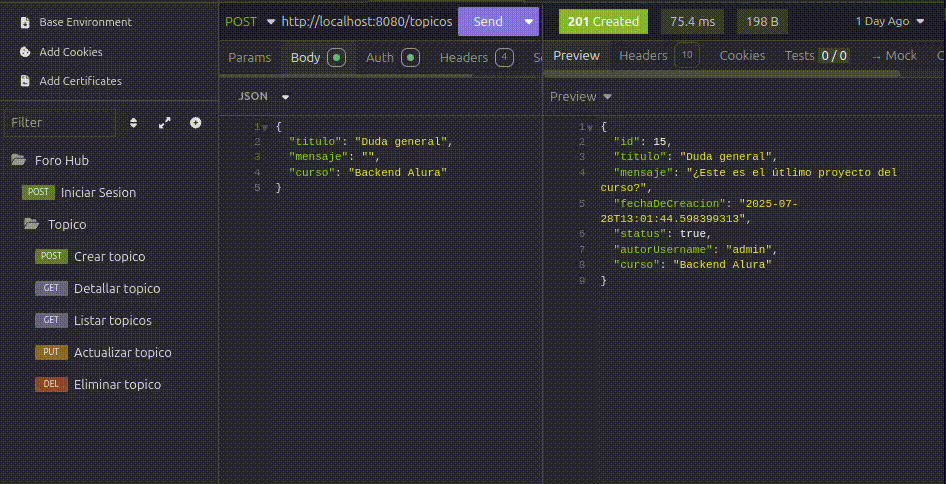 Base Environment
Add Cookies
Add Certificates
Filter
Foro Hub
POST Iniciar Sesion
Topico
POST Crear topico
GET Detallar topico
GET Listar topicos
PUT Actualizar topico
DEL Eliminar topico
POST http://localhost:8080/topicos Send
Params Body Auth Headers 4 S
JSON
1 {
2 "titulo": "Duda general",
3 "mensaje": "",
4 "curso": "Backend Alura"
5 }
201 Created 75.4 ms 198 B 1 Day Ago
Preview Headers 10 Cookies Tests 0 / 0 → Mock C
Preview
1 {
2 "id": 15,
3 "titulo": "Duda general",
4 "mensaje": "¿Este es el útlimo proyecto del
curso?",
5 "fechaDeCreacion": "2025-07-
28T13:01:44.598399313",
6 "status": true,
7 "autorUsername": "admin",
8 "curso": "Backend Alura"
9 }